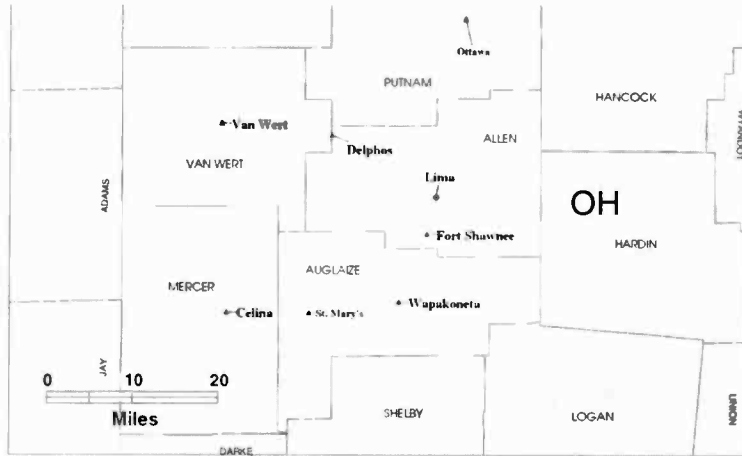 Ottawa
PUTNAM
HANCOCK
WYANDOT
Van Wert
ALLEN
Delphos
VAN WERT
ADAMS
Lima
OH
Fort Shawnee
HARDIN
AUGLAIZE
MERCER
Celina
St. Mary's
Wapakoneta
JAY
0 10 20
Miles
SHELBY
LOGAN
UNION
DARKE